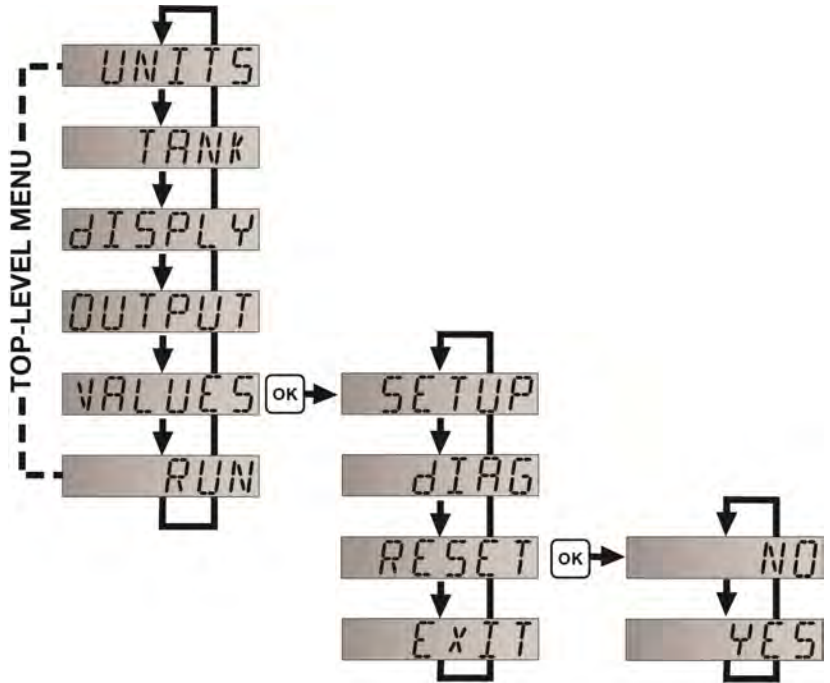 TOP-LEVEL MENU
UNITS
TANK
dISPLY
OUTPUT
VALUES
OK
RUN
SETUP
dIAG
RESET
OK
ExIT
NO
YES